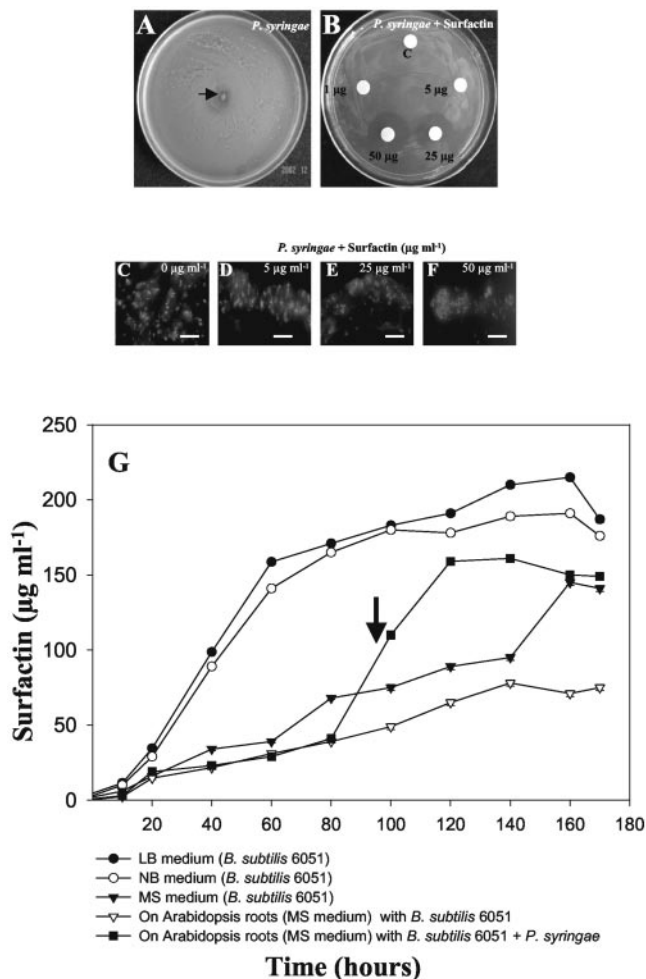 A
P. syringae
2002 12
B
P. syringae + Surfactin
C
1 µg
5 µg
50 µg
25 µg
P. syringae + Surfactin (µg ml-1)
C
0 µg ml-1
D
5 µg ml-1
E
25 µg ml-1
F
50 µg ml-1
G
Surfactin (µg ml-1)
250
200
150
100
50
0
20
40
60
80
100
120
140
160
180
LB medium (B. subtilis 6051)
NB medium (B. subtilis 6051)
MS medium (B. subtilis 6051)
On Arabidopsis roots (MS medium) with B. subtilis 6051
On Arabidopsis roots (MS medium) with B. subtilis 6051 + P. syringae
Time (hours)